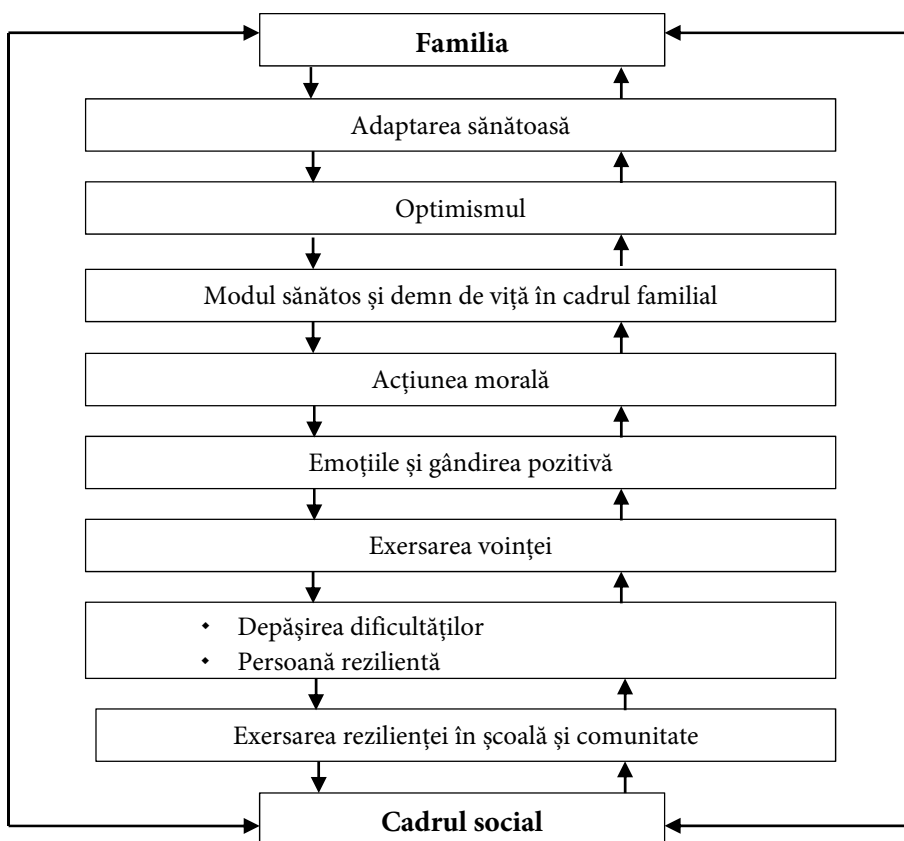 Familia
Adaptarea sănătoasă
Optimismul
Modul sănătos și demn de viță în cadrul familial
Acțiunea morală
Emoțiile și gândirea pozitivă
Exersarea voinței
• Depășirea dificultăților
• Persoană rezilientă
Exersarea rezilienței în școală și comunitate
Cadrul social